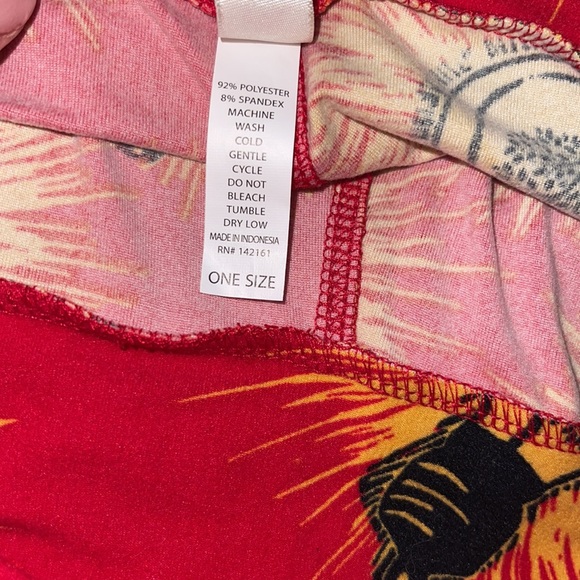 92% POLYESTER
8% SPANDEX
MACHINE
WASH
COLD
GENTLE
CYCLE
DO NOT
BLEACH
TUMBLE
DRY LOW
MADE IN INDONESIA
RN# 142161
ONE SIZE